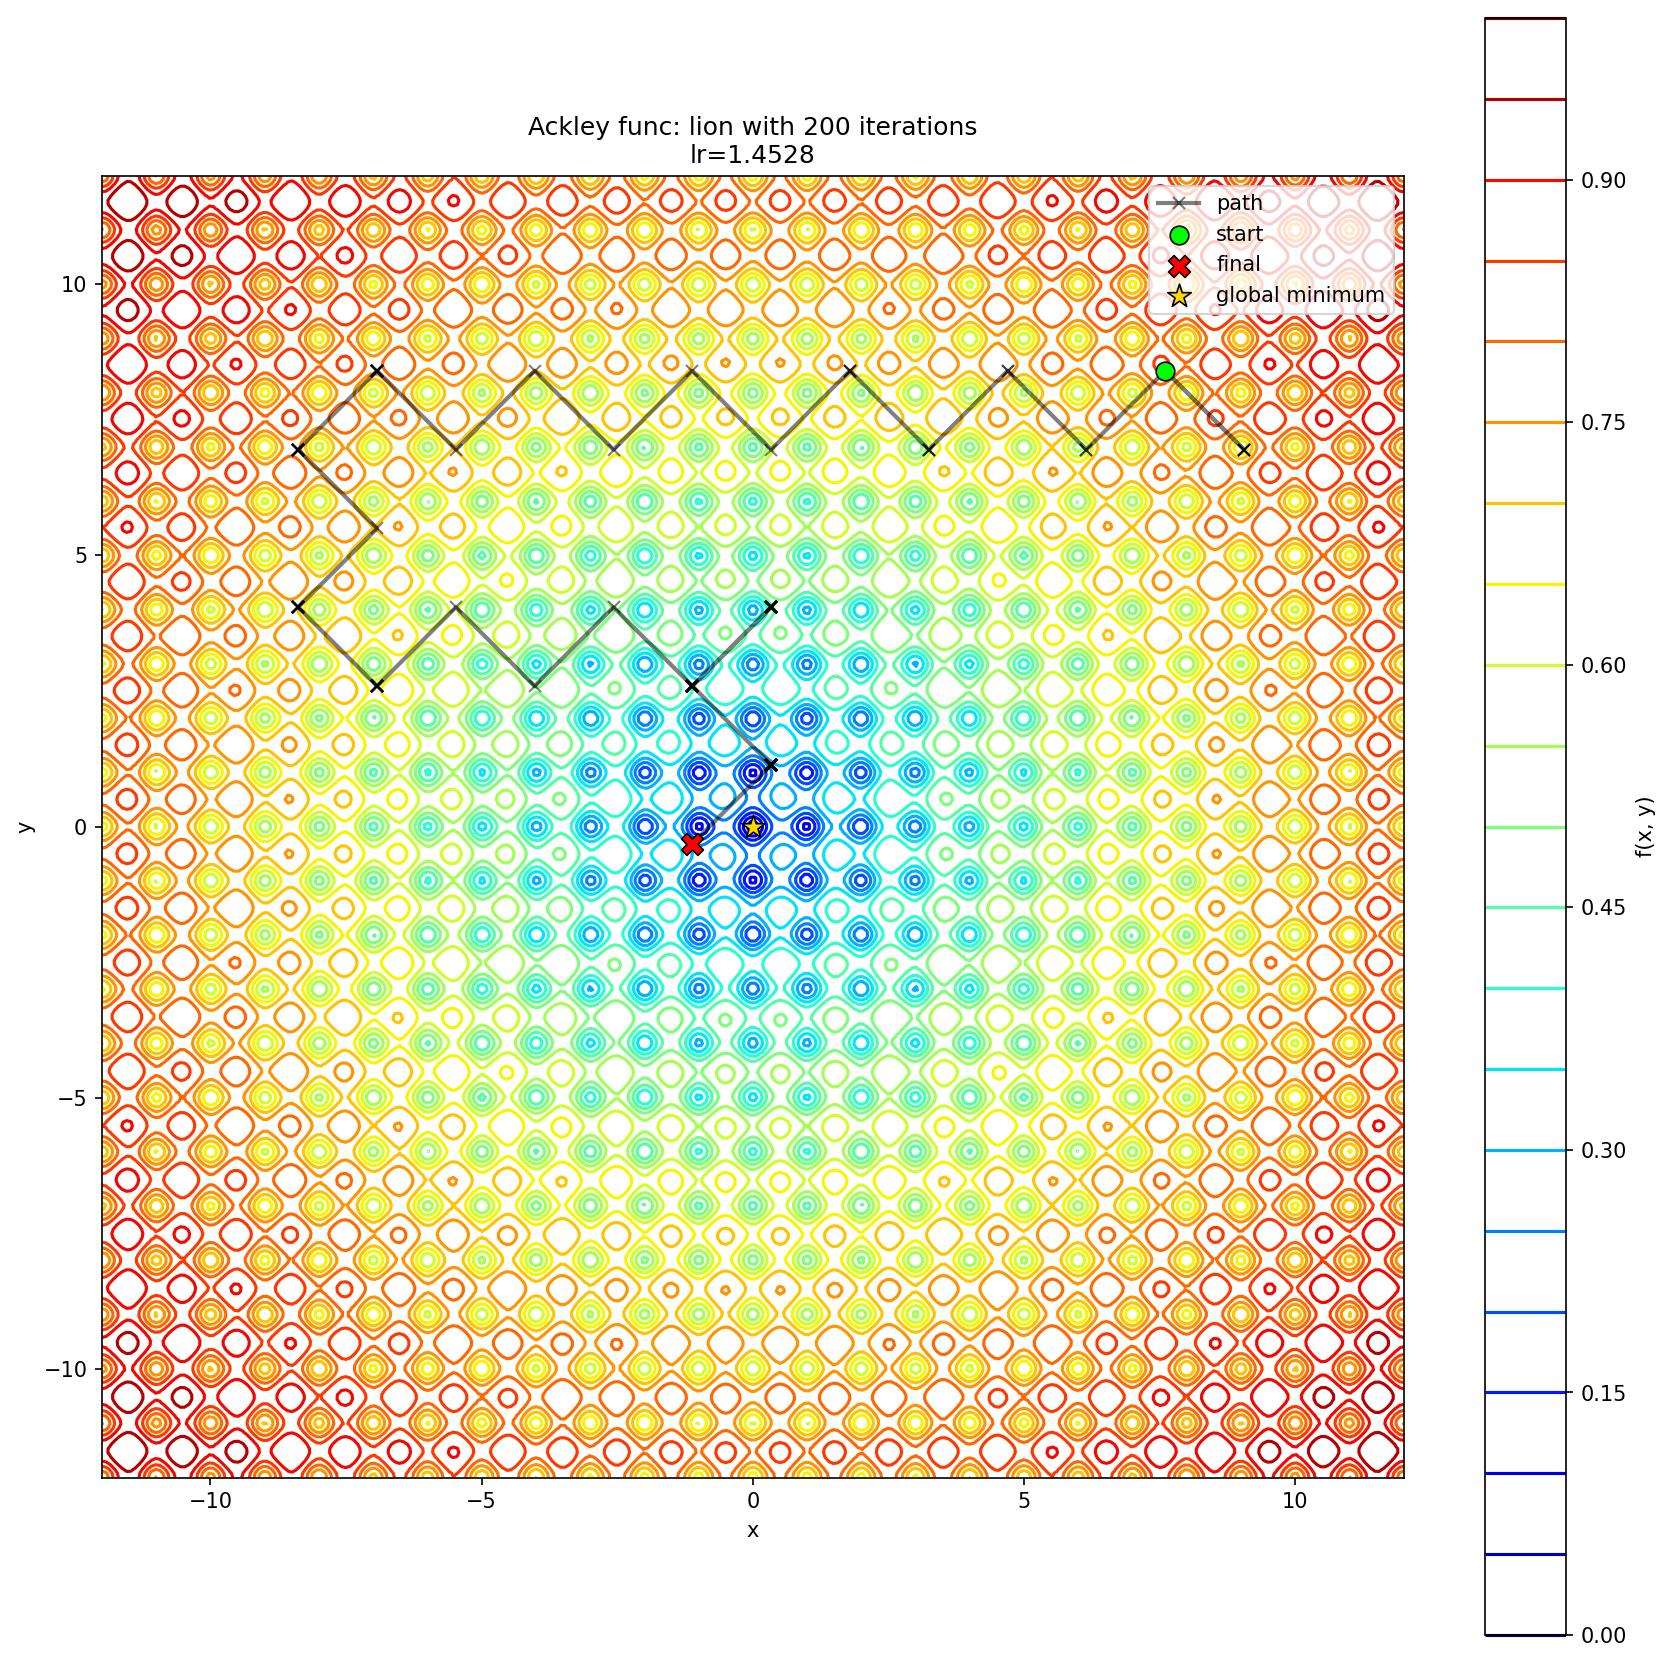 Ackley func: lion with 200 iterations
lr=1.4528
path
start
final
global minimum
10
5
0
−5
−10
y
−10
−5
0
5
10
x
0.90
0.75
0.60
0.45
0.30
0.15
0.00
f(x, y)